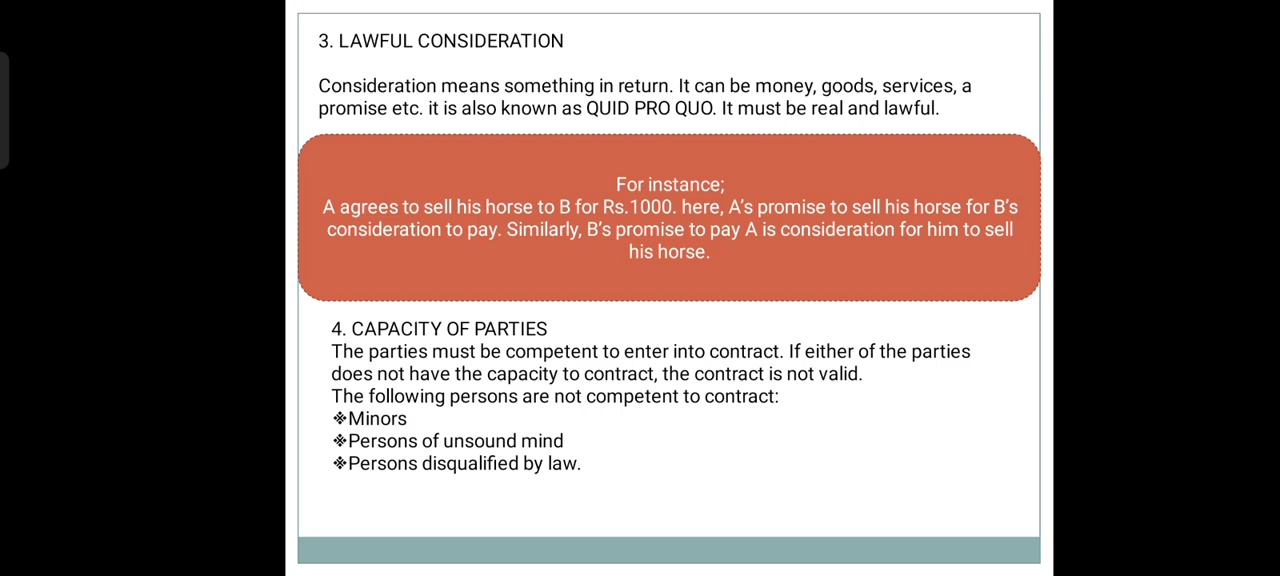 3. LAWFUL CONSIDERATION
Consideration means something in return. It can be money, goods, services, a
promise etc. it is also known as QUID PRO QUO. It must be real and lawful.
For instance;
A agrees to sell his horse to B for Rs.1000. here, A’s promise to sell his horse for B’s
consideration to pay. Similarly, B’s promise to pay A is consideration for him to sell
his horse.
4. CAPACITY OF PARTIES
The parties must be competent to enter into contract. If either of the parties
does not have the capacity to contract, the contract is not valid.
The following persons are not competent to contract:
❖Minors
❖Persons of unsound mind
❖Persons disqualified by law.